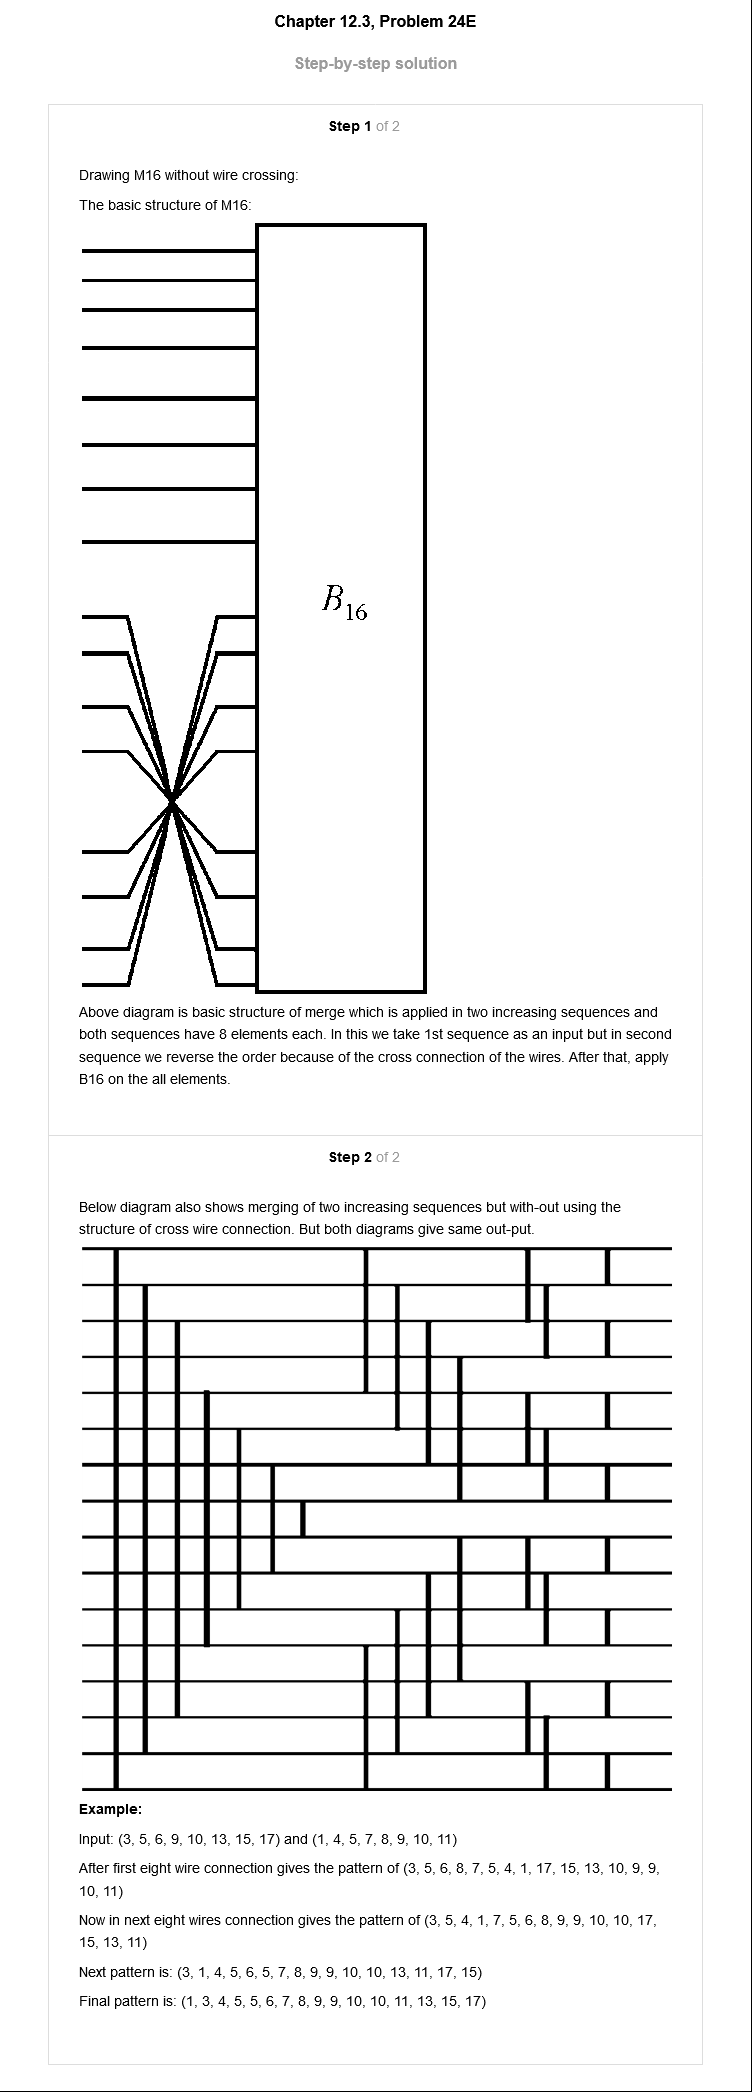 Chapter 12.3, Problem 24E
Step-by-step solution
Step 1 of 2
Drawing M16 without wire crossing:
The basic structure of M16:
B16
Above diagram is basic structure of merge which is applied in two increasing sequences and
both sequences have 8 elements each. In this we take 1st sequence as an input but in second
sequence we reverse the order because of the cross connection of the wires. After that, apply
B16 on the all elements.
Step 2 of 2
Below diagram also shows merging of two increasing sequences but with-out using the
structure of cross wire connection. But both diagrams give same out-put.
Example:
Input: (3, 5, 6, 9, 10, 13, 15, 17) and (1, 4, 5, 7, 8, 9, 10, 11)
After first eight wire connection gives the pattern of (3, 5, 6, 8, 7, 5, 4, 1, 17, 15, 13, 10, 9, 9,
10, 11)
Now in next eight wires connection gives the pattern of (3, 5, 4, 1, 7, 5, 6, 8, 9, 9, 10, 10, 17,
15, 13, 11)
Next pattern is: (3, 1, 4, 5, 6, 5, 7, 8, 9, 9, 10, 10, 13, 11, 17, 15)
Final pattern is: (1, 3, 4, 5, 5, 6, 7, 8, 9, 9, 10, 10, 11, 13, 15, 17)